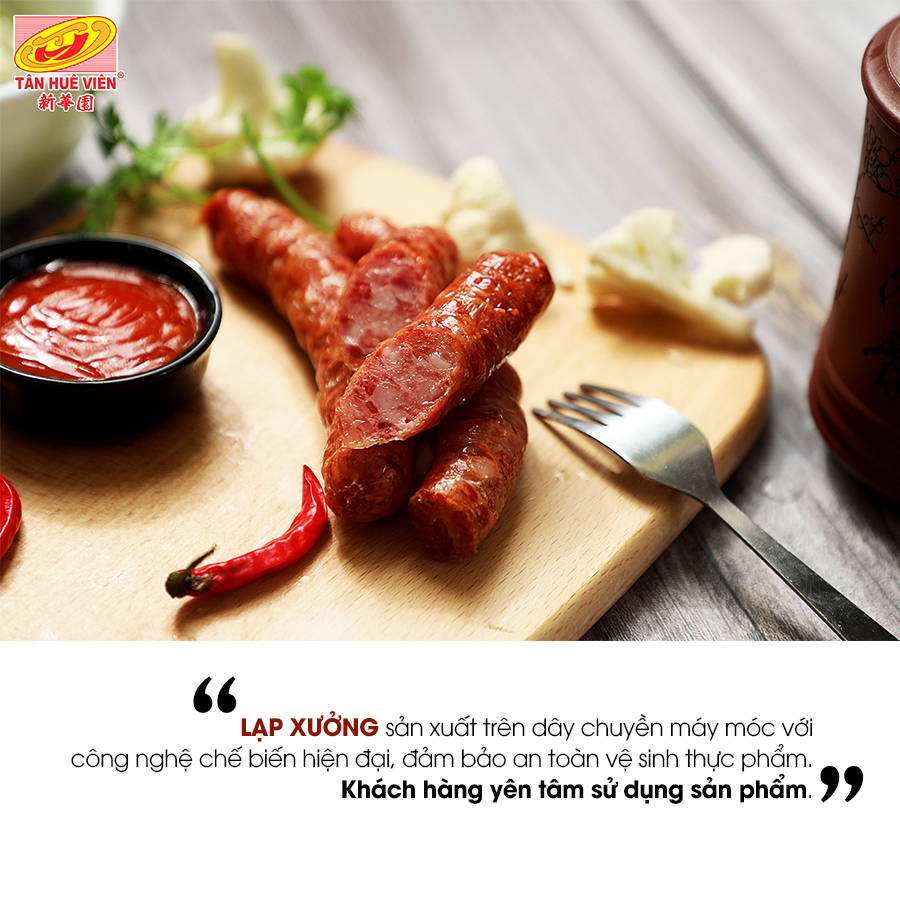 TÂN HUÊ VIÊN®
新華園
“
LẠP XƯỞNG sản xuất trên dây chuyền máy móc với
công nghệ chế biến hiện đại, đảm bảo an toàn vệ sinh thực phẩm.
Khách hàng yên tâm sử dụng sản phẩm. ”